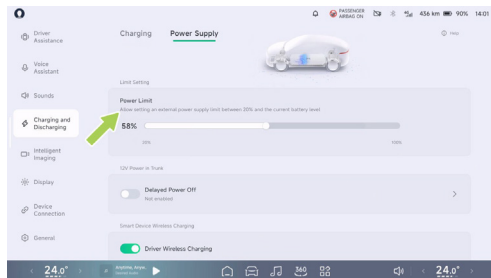 PASSENGER
AIRBAG ON
456 km
90%
14:01
Driver
Assistance
Voice
Assistant
Sounds
Charging and
Discharging
Intelligent
Imaging
Display
Device
Connection
General
Charging
Power Supply
Help
Limit Setting
Power Limit
Allow setting an external power supply limit between 20% and the current battery level
58%
20%
100%
12V Power in Trunk
Delayed Power Off
Not enabled
Smart Device Wireless Charging
Driver Wireless Charging
24.0°
360
24.0°